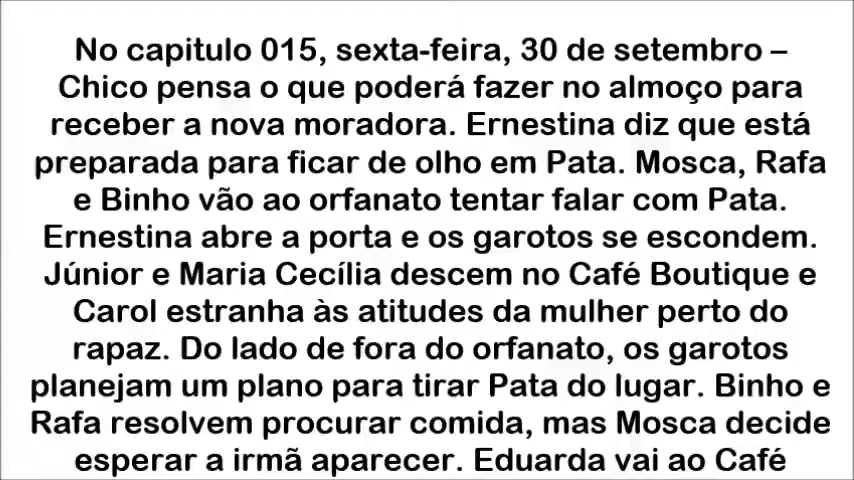 No capitulo 015, sexta-feira, 30 de setembro –
Chico pensa o que poderá fazer no almoço para
receber a nova moradora. Ernestina diz que está
preparada para ficar de olho em Pata. Mosca, Rafa
e Binho vão ao orfanato tentar falar com Pata.
Ernestina abre a porta e os garotos se escondem.
Júnior e Maria Cecília descem no Café Boutique e
Carol estranha às atitudes da mulher perto do
rapaz. Do lado de fora do orfanato, os garotos
planejam um plano para tirar Pata do lugar. Binho e
Rafa resolvem procurar comida, mas Mosca decide
esperar a irmã aparecer. Eduarda vai ao Café